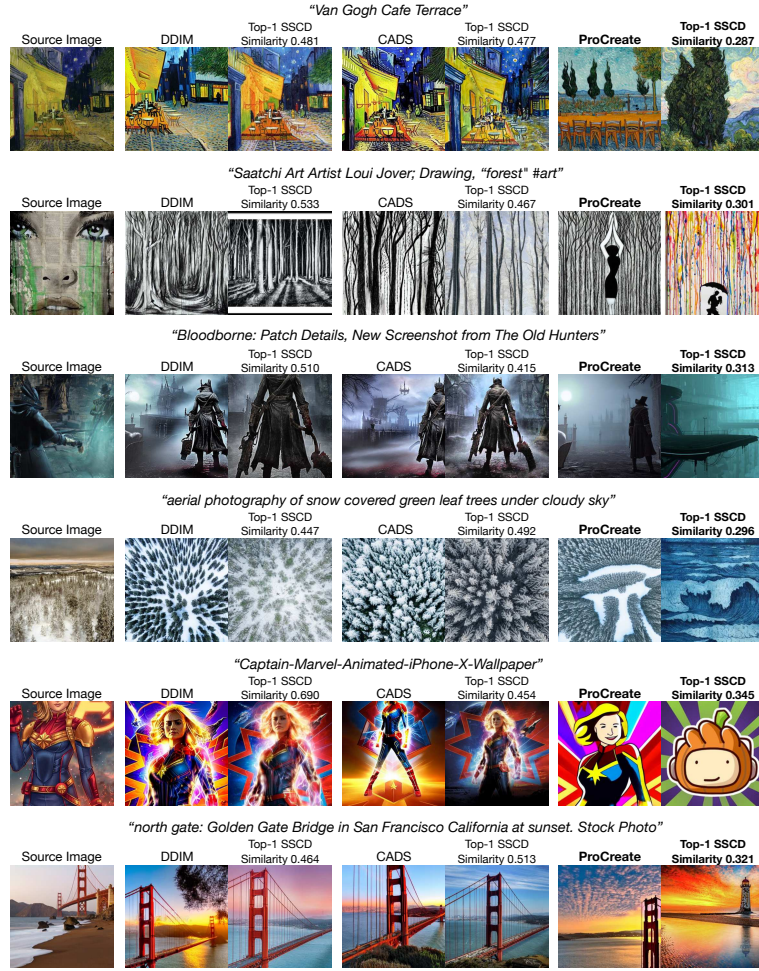 “Van Gogh Cafe Terrace”
Source Image
DDIM
Top-1 SSCD
Similarity 0.481
CADS
Top-1 SSCD
Similarity 0.477
ProCreate
Top-1 SSCD
Similarity 0.287
“Saatchi Art Artist Loui Jover; Drawing, “forest" #art”
Source Image
DDIM
Top-1 SSCD
Similarity 0.533
CADS
Top-1 SSCD
Similarity 0.467
ProCreate
Top-1 SSCD
Similarity 0.301
“Bloodborne: Patch Details, New Screenshot from The Old Hunters”
Source Image
DDIM
Top-1 SSCD
Similarity 0.510
CADS
Top-1 SSCD
Similarity 0.415
ProCreate
Top-1 SSCD
Similarity 0.313
“aerial photography of snow covered green leaf trees under cloudy sky”
Source Image
DDIM
Top-1 SSCD
Similarity 0.447
CADS
Top-1 SSCD
Similarity 0.492
ProCreate
Top-1 SSCD
Similarity 0.296
“Captain-Marvel-Animated-iPhone-X-Wallpaper”
Source Image
DDIM
Top-1 SSCD
Similarity 0.690
CADS
Top-1 SSCD
Similarity 0.454
ProCreate
Top-1 SSCD
Similarity 0.345
“north gate: Golden Gate Bridge in San Francisco California at sunset. Stock Photo”
Source Image
DDIM
Top-1 SSCD
Similarity 0.464
CADS
Top-1 SSCD
Similarity 0.513
ProCreate
Top-1 SSCD
Similarity 0.321